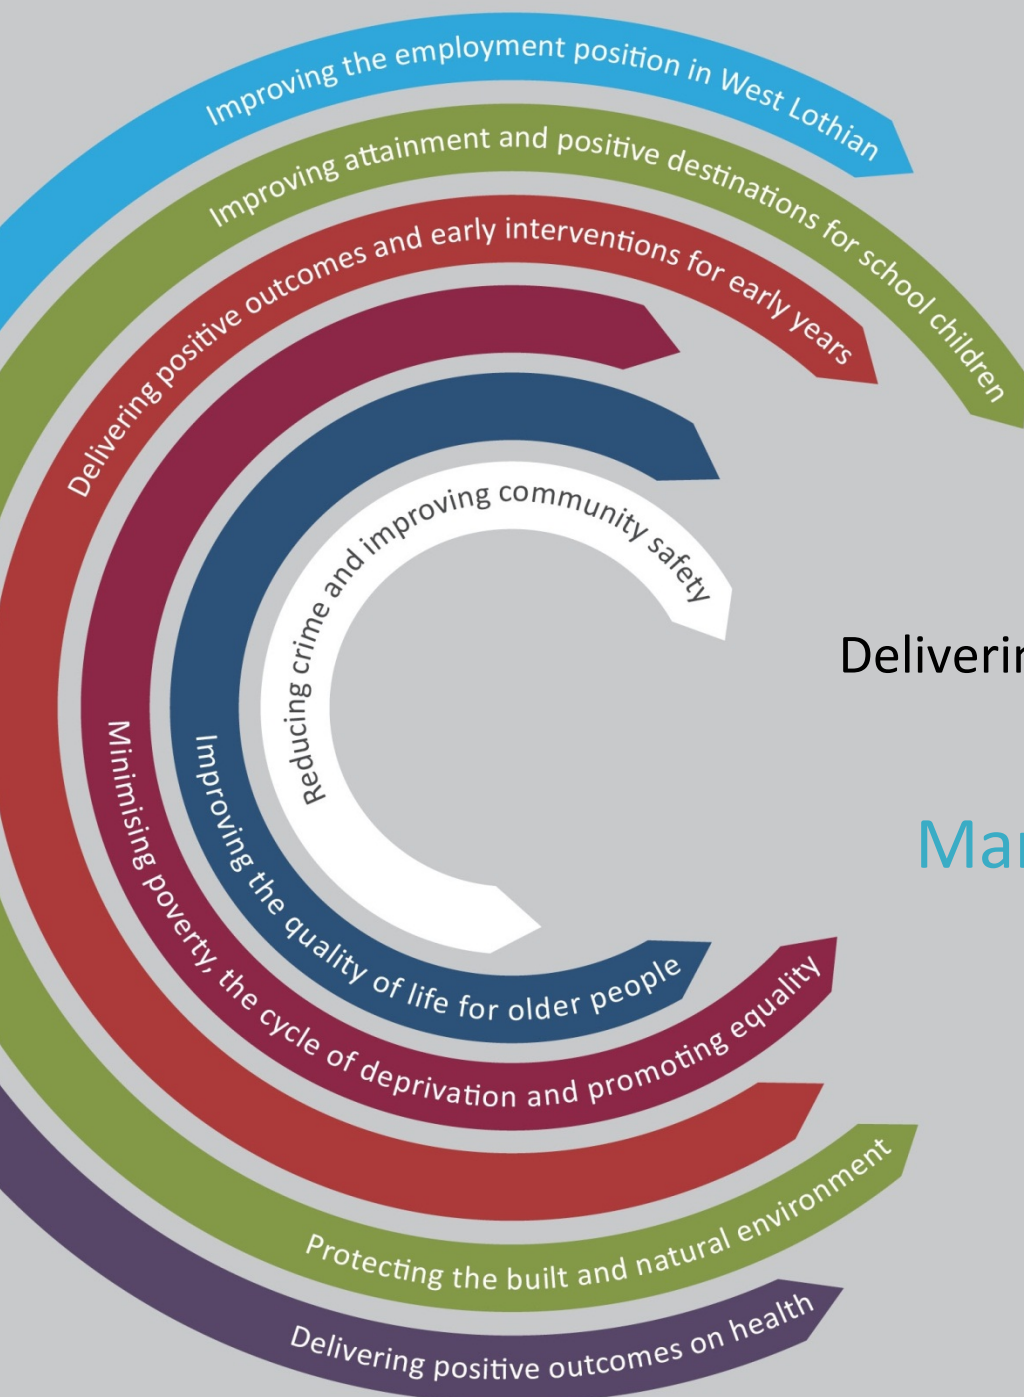 Improving the employment position in West Lothian
Improving attainment and positive destinations for school children
Delivering positive outcomes and early interventions for early years
Reducing crime and improving community safety
Improving the quality of life for older people
Minimising poverty, the cycle of deprivation and promoting equality
Protecting the built and natural environment
Delivering positive outcomes on health